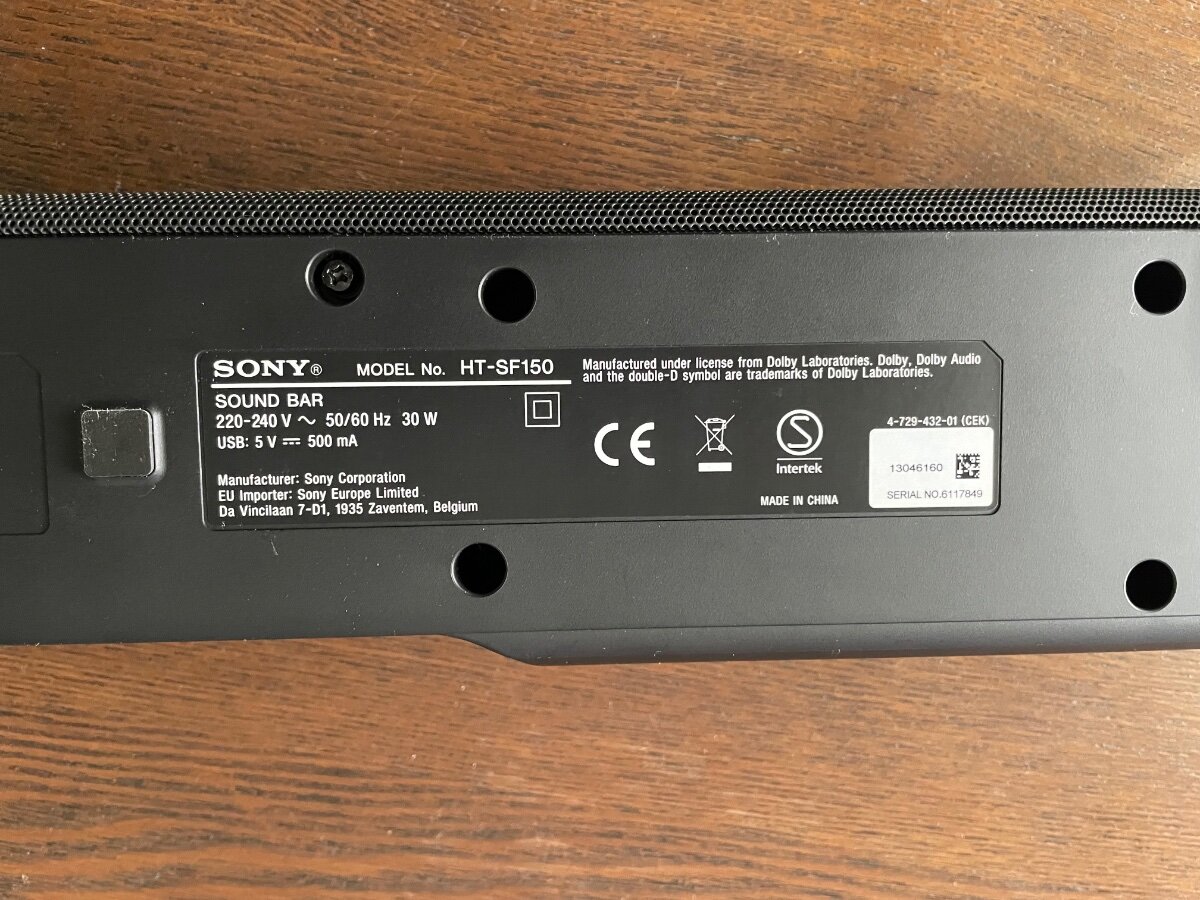 SONY® MODEL No. HT-SF150
SOUND BAR
220-240 V ~ 50/60 Hz 30 W
USB: 5 V ⎓ 500 mA
Manufacturer: Sony Corporation
EU Importer: Sony Europe Limited
Da Vincilaan 7-D1, 1935 Zaventem, Belgium
Manufactured under license from Dolby Laboratories. Dolby, Dolby Audio
and the double-D symbol are trademarks of Dolby Laboratories.
CE
S
Intertek
MADE IN CHINA
4-729-432-01 (CEK)
13046160
SERIAL NO.6117849